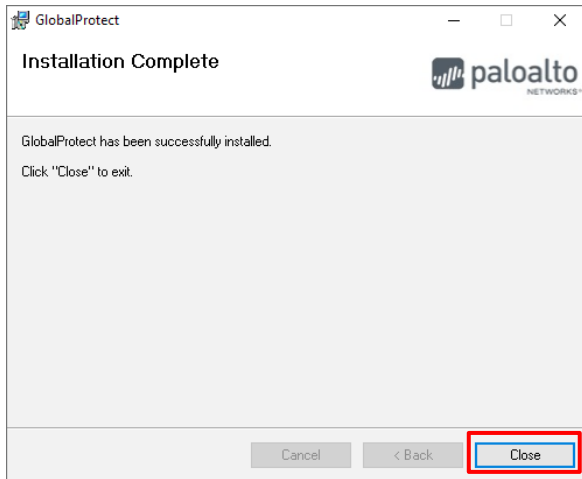 GlobalProtect
Installation Complete
paloalto
NETWORKS
GlobalProtect has been successfully installed.
Click "Close" to exit.
Cancel
< Back
Close